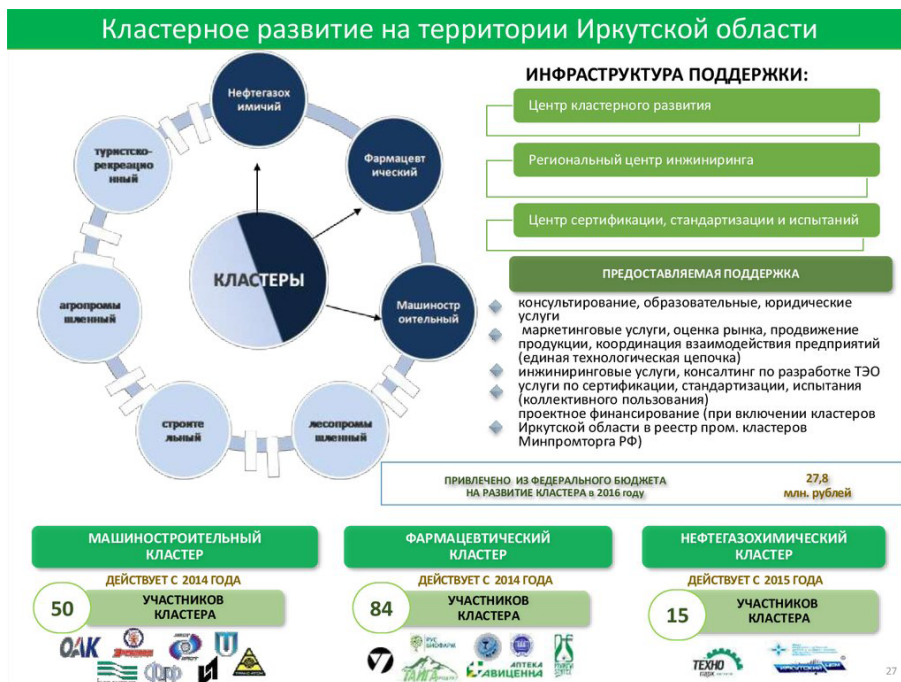 Кластерное развитие на территории Иркутской области
Нефтегазох
имичий
Фармацевт
ический
Машиностр
оительный
лесопромы
шленный
строите
льный
агропромы
шленный
туристско-
рекреацио
нный
КЛАСТЕРЫ
ИНФРАСТРУКТУРА ПОДДЕРЖКИ:
Центр кластерного развития
Региональный центр инжиниринга
Центр сертификации, стандартизации и испытаний
ПРЕДОСТАВЛЯЕМАЯ ПОДДЕРЖКА
консультирование, образовательные, юридические
услуги
маркетинговые услуги, оценка рынка, продвижение
продукции, координация взаимодействия предприятий
(единая технологическая цепочка)
инжиниринговые услуги, консалтинг по разработке ТЭО
услуги по сертификации, стандартизации, испытания
(коллективного пользования)
проектное финансирование (при включении кластеров
Иркутской области в реестр пром. кластеров
Минпромторга РФ)
ПРИВЛЕЧЕНО ИЗ ФЕДЕРАЛЬНОГО БЮДЖЕТА
НА РАЗВИТИЕ КЛАСТЕРА в 2016 году
27,8
млн. рублей
МАШИНОСТРОИТЕЛЬНЫЙ
КЛАСТЕР
ДЕЙСТВУЕТ С 2014 ГОДА
50
УЧАСТНИКОВ
КЛАСТЕРА
ОАК
ФАРМАЦЕВТИЧЕСКИЙ
КЛАСТЕР
ДЕЙСТВУЕТ С 2014 ГОДА
84
УЧАСТНИКОВ
КЛАСТЕРА
РУС
БИОФАРМ
ТАЙГА
АПТЕКА
АВИЦЕННА
НЕФТЕГАЗОХИМИЧЕСКИЙ
КЛАСТЕР
ДЕЙСТВУЕТ С 2015 ГОДА
15
УЧАСТНИКОВ
КЛАСТЕРА
ТЕХНО
парк
27